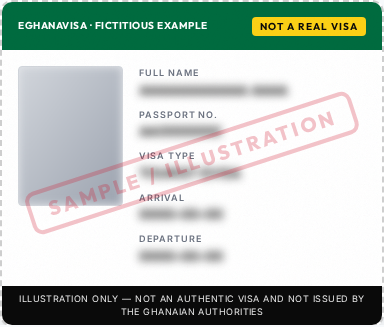 EGHANAVISA · FICTITIOUS EXAMPLE
NOT A REAL VISA
FULL NAME
PASSPORT NO.
VISA TYPE
SAMPLE / ILLUSTRATION
ARRIVAL
DEPARTURE
ILLUSTRATION ONLY — NOT AN AUTHENTIC VISA AND NOT ISSUED BY
THE GHANAIAN AUTHORITIES